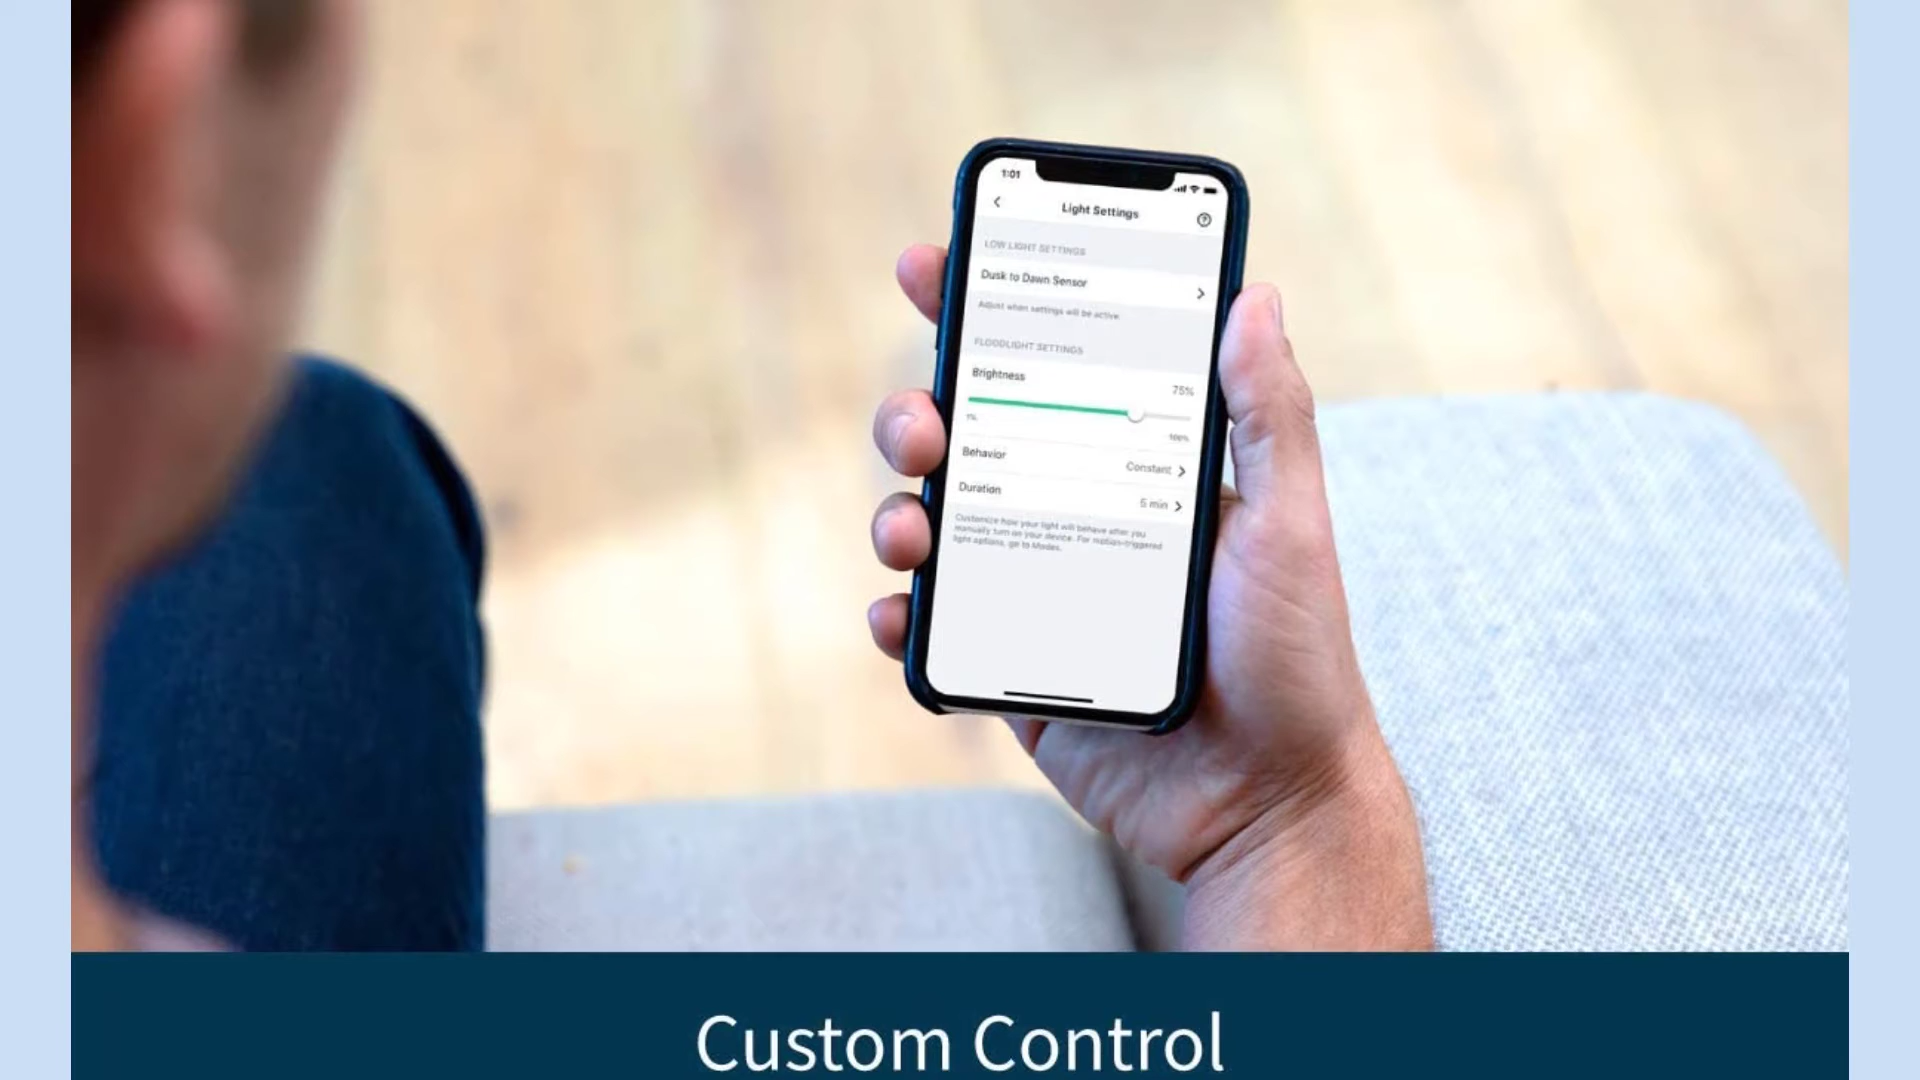 1:01
Light Settings
LOW LIGHT SETTINGS
Dusk to Dawn Sensor
Adjust when settings will be active.
FLOODLIGHT SETTINGS
Brightness
75%
1%
100%
Behavior
Constant
Duration
5 min
Customize how your light will behave after you
manually turn on your device. For motion-triggered
light options, go to Modes.
Custom Control